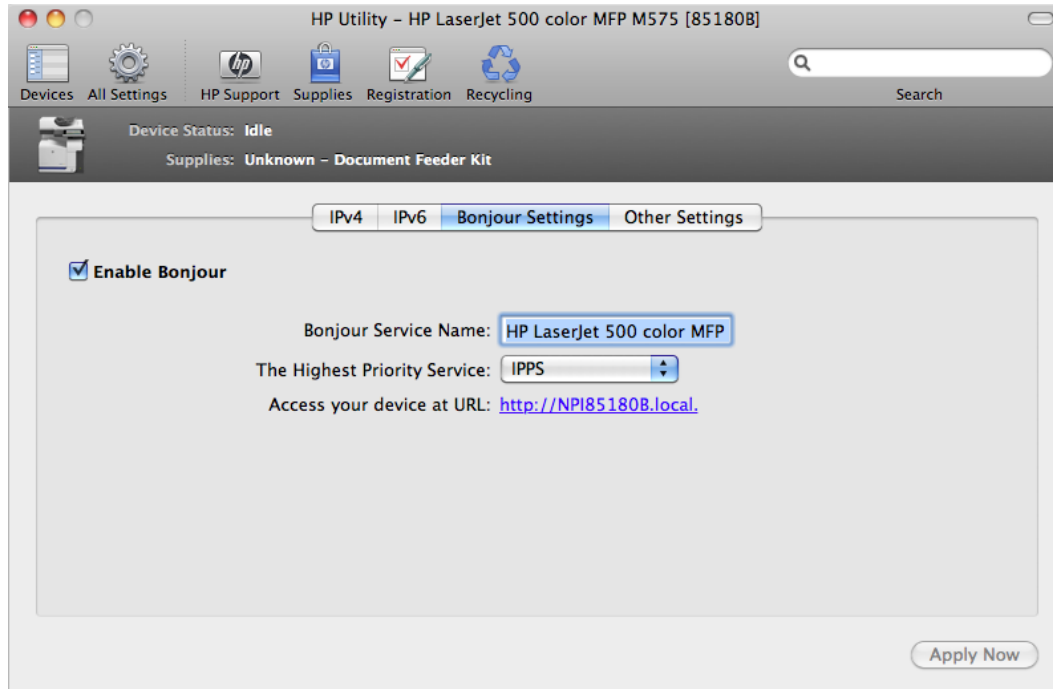 HP Utility – HP LaserJet 500 color MFP M575 [85180B]
Devices All Settings HP Support Supplies Registration Recycling Search
Device Status: Idle
Supplies: Unknown – Document Feeder Kit
IPv4 IPv6 Bonjour Settings Other Settings
Enable Bonjour
Bonjour Service Name: HP LaserJet 500 color MFP
The Highest Priority Service: IPPS
Access your device at URL: http://NPI85180B.local.
Apply Now